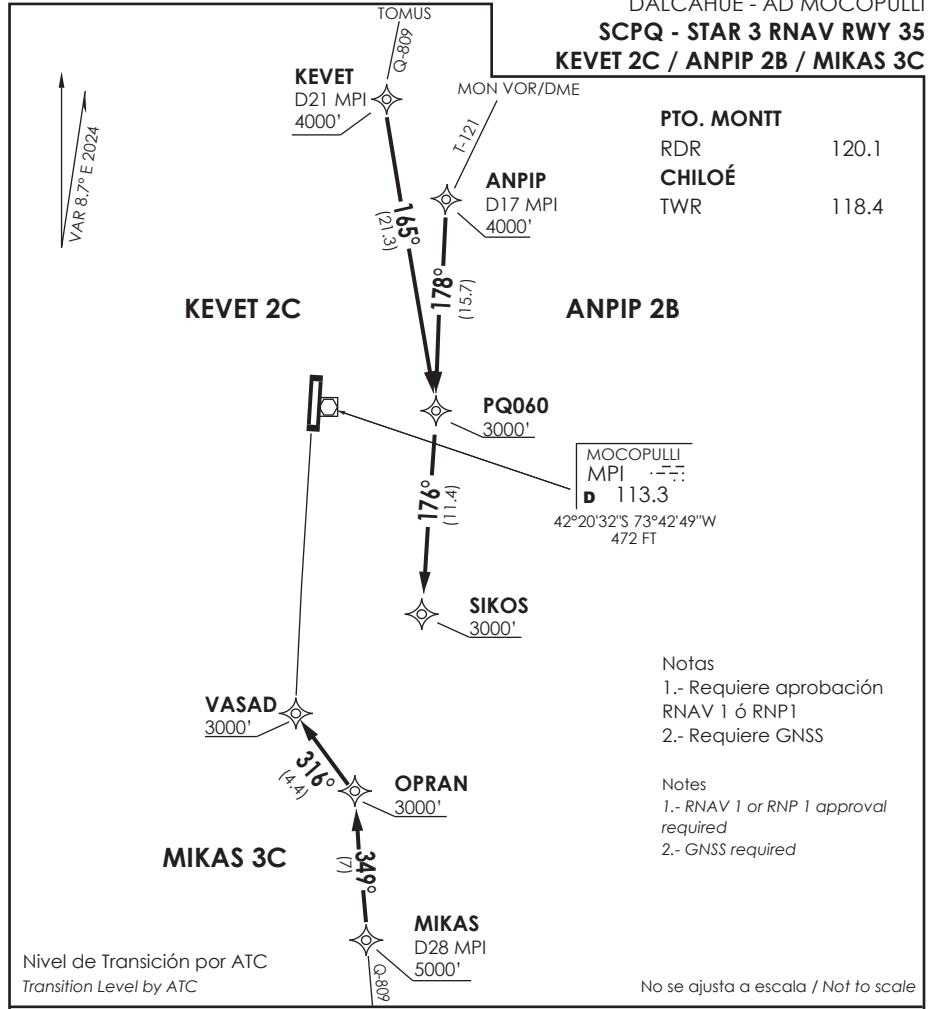 DALCAHUE - AD MOCOPULLI
SCPQ - STAR 3 RNAV RWY 35
KEVET 2C / ANPIP 2B / MIKAS 3C
TOMUS
Q-809
KEVET
D21 MPI
4000'
MON VOR/DME
T-121
VAR 8.7° E 2024
PTO. MONTT
RDR 120.1
CHILOÉ
TWR 118.4
ANPIP
D17 MPI
4000'
165°
(21.3)
178°
(15.7)
KEVET 2C
ANPIP 2B
PQ060
3000'
MOCOPULLI
MPI
D 113.3
42°20'32"S 73°42'49"W
472 FT
176°
(11.4)
SIKOS
3000'
Notas
1.- Requiere aprobación
RNAV 1 ó RNP1
2.- Requiere GNSS
Notes
1.- RNAV 1 or RNP 1 approval
required
2.- GNSS required
VASAD
3000'
316°
(4.4)
OPRAN
3000'
MIKAS 3C
349°
(7)
MIKAS
D28 MPI
5000'
Q-809
Nivel de Transición por ATC
Transition Level by ATC
No se ajusta a escala / Not to scale